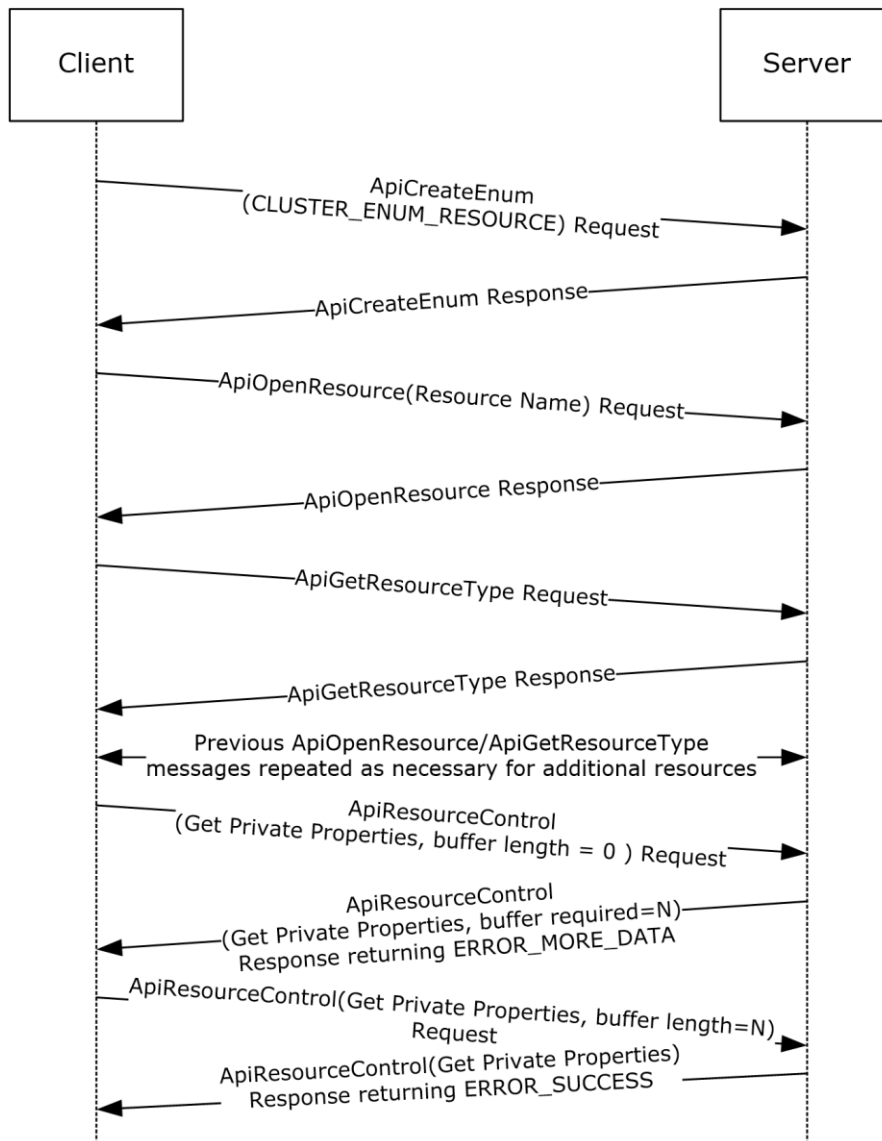 Client
Server
ApiCreateEnum
(CLUSTER_ENUM_RESOURCE) Request
ApiCreateEnum Response
ApiOpenResource(Resource Name) Request
ApiOpenResource Response
ApiGetResourceType Request
ApiGetResourceType Response
Previous ApiOpenResource/ApiGetResourceType
messages repeated as necessary for additional resources
ApiResourceControl
(Get Private Properties, buffer length = 0 ) Request
ApiResourceControl
(Get Private Properties, buffer required=N)
Response returning ERROR_MORE_DATA
ApiResourceControl(Get Private Properties, buffer length=N)
Request
ApiResourceControl(Get Private Properties)
Response returning ERROR_SUCCESS